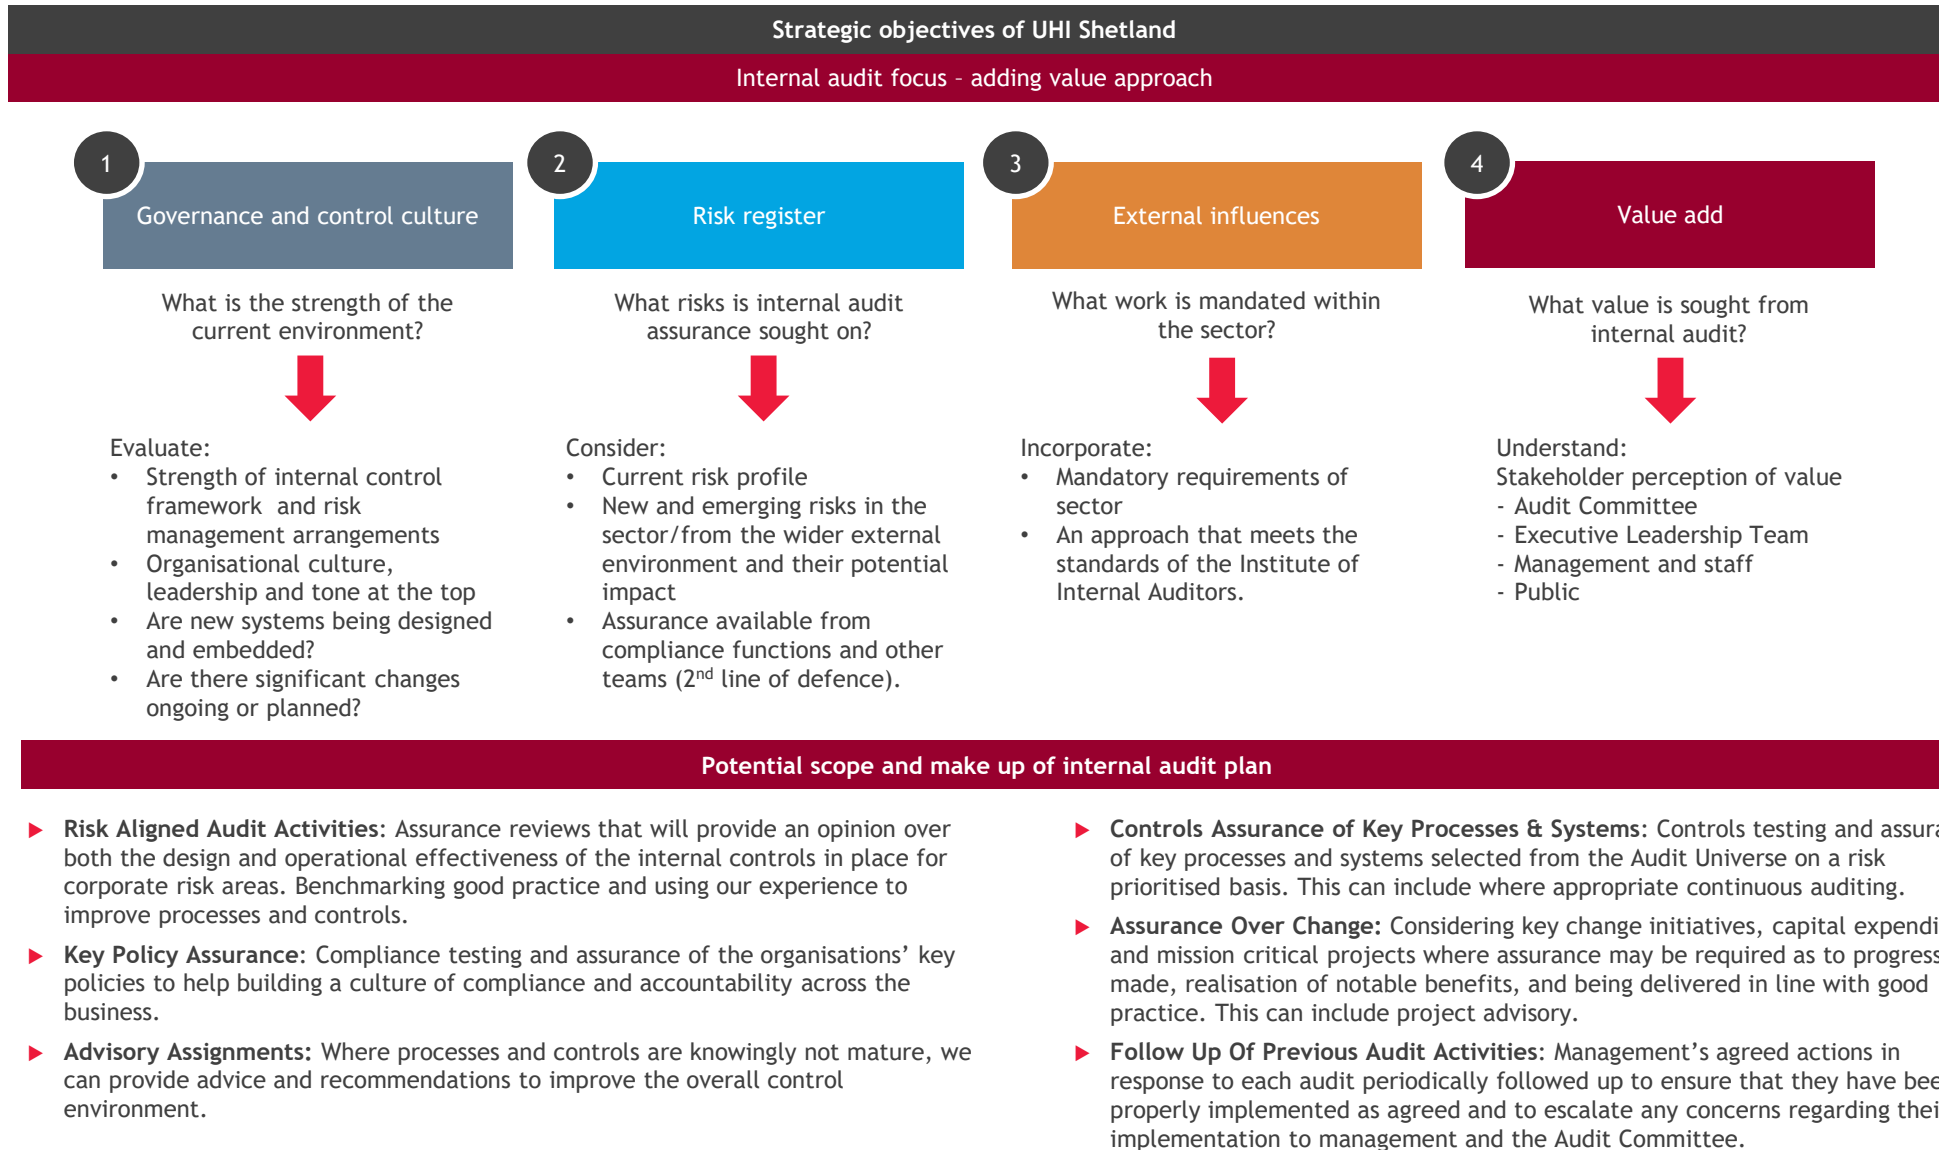 Strategic objectives of UHI Shetland
Internal audit focus – adding value approach
1
Governance and control culture
What is the strength of the
current environment?
Evaluate:
• Strength of internal control
framework and risk
management arrangements
• Organisational culture,
leadership and tone at the top
• Are new systems being designed
and embedded?
• Are there significant changes
ongoing or planned?
2
Risk register
What risks is internal audit
assurance sought on?
Consider:
• Current risk profile
• New and emerging risks in the
sector/from the wider external
environment and their potential
impact
• Assurance available from
compliance functions and other
teams (2nd line of defence).
3
External influences
What work is mandated within
the sector?
Incorporate:
• Mandatory requirements of
sector
• An approach that meets the
standards of the Institute of
Internal Auditors.
4
Value add
What value is sought from
internal audit?
Understand:
Stakeholder perception of value
- Audit Committee
- Executive Leadership Team
- Management and staff
- Public
Potential scope and make up of internal audit plan
Risk Aligned Audit Activities: Assurance reviews that will provide an opinion over
both the design and operational effectiveness of the internal controls in place for
corporate risk areas. Benchmarking good practice and using our experience to
improve processes and controls.
Key Policy Assurance: Compliance testing and assurance of the organisations’ key
policies to help building a culture of compliance and accountability across the
business.
Advisory Assignments: Where processes and controls are knowingly not mature, we
can provide advice and recommendations to improve the overall control
environment.
Controls Assurance of Key Processes & Systems: Controls testing and
of key processes and systems selected from the Audit Universe on a risk
prioritised basis. This can include where appropriate continuous auditing.
Assurance Over Change: Considering key change initiatives, capital
and mission critical projects where assurance may be required as to progress
made, realisation of notable benefits, and being delivered in line with good
practice. This can include project advisory.
Follow Up Of Previous Audit Activities: Management’s agreed actions in
response to each audit periodically followed up to ensure that they have
properly implemented as agreed and to escalate any concerns regarding
implementation to management and the Audit Committee.